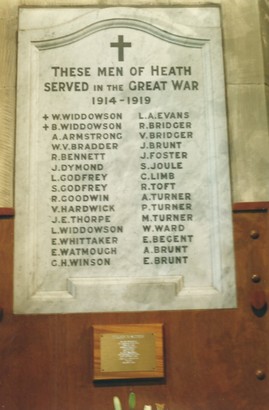 THESE MEN OF HEATH
SERVED IN THE GREAT WAR
1914-1919
+ W.WIDDOWSON
+ B.WIDDOWSON
A.ARMSTRONG
W.V.BRADDER
R.BENNETT
J.DYMOND
L.GODFREY
S.GODFREY
R.GOODWIN
V.HARDWICK
J.E.THORPE
L.WIDDOWSON
E.WHITTAKER
E.WATMOUGH
C.H.WINSON
L.A.EVANS
R.BRIDGER
V.BRIDGER
J.BRUNT
J.FOSTER
S.JOULE
C.LIMB
R.TOFT
A.TURNER
P.TURNER
M.TURNER
W.WARD
E.BEGENT
A.BRUNT
E.BRUNT